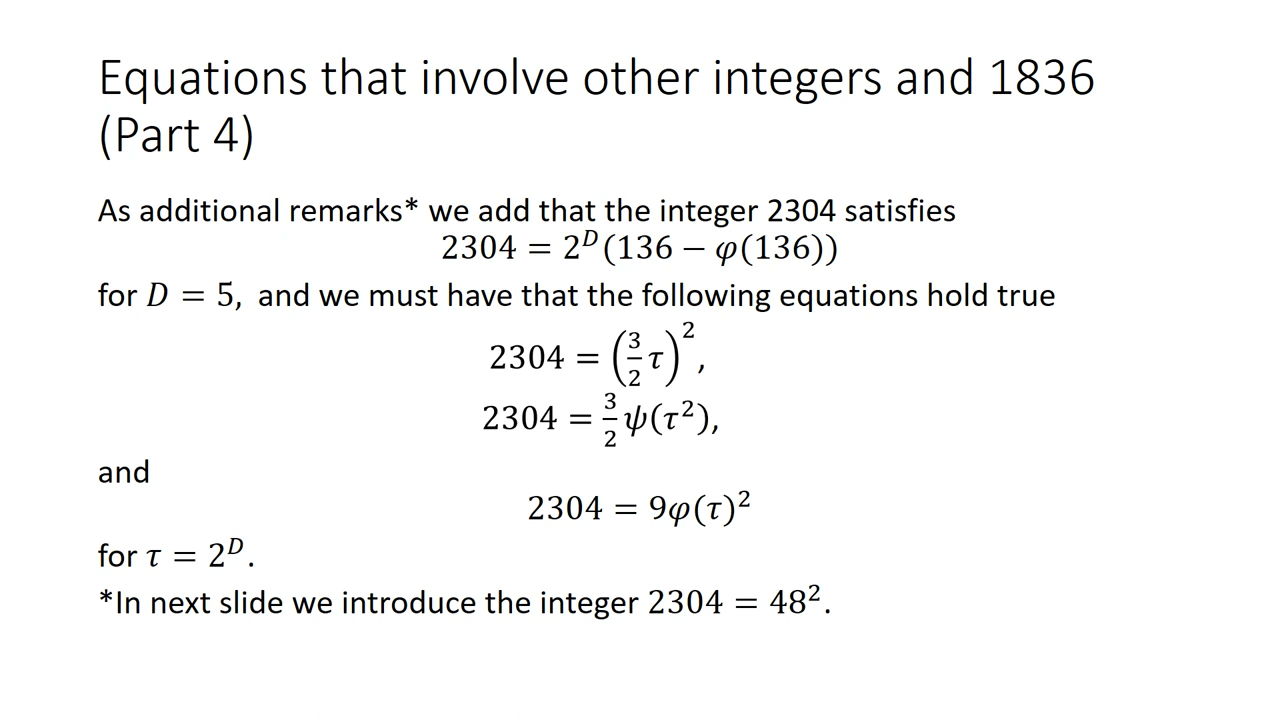 Equations that involve other integers and 1836
(Part 4)
As additional remarks* we add that the integer 2304 satisfies
2304 = 2^D(136 − φ(136))
for D = 5, and we must have that the following equations hold true
2304 = (3/2 τ)^2,
2304 = 3/2 ψ(τ^2),
and
2304 = 9φ(τ)^2
for τ = 2^D.
*In next slide we introduce the integer 2304 = 48^2.